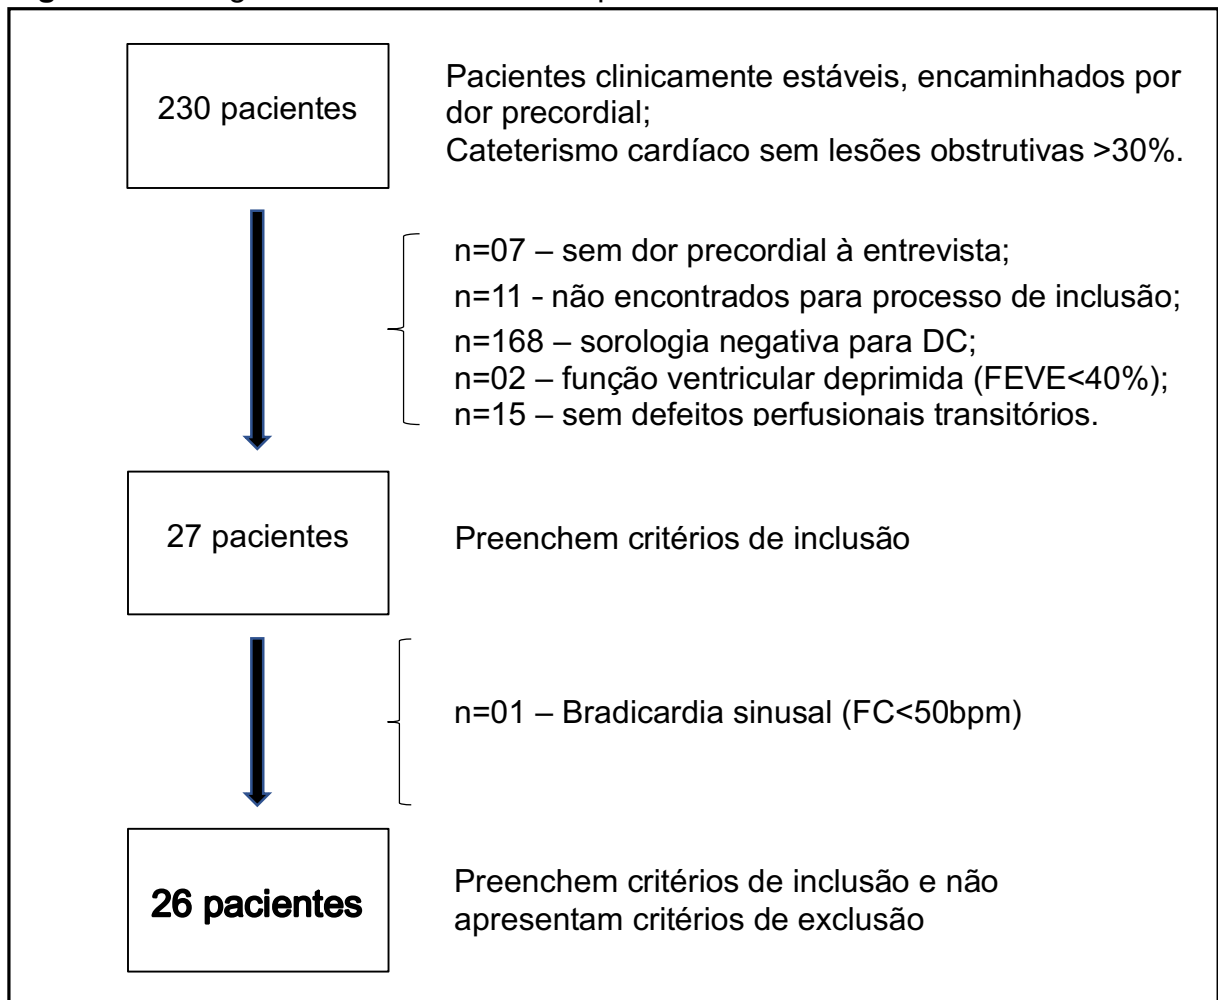 230 pacientes
Pacientes clinicamente estáveis, encaminhados por
dor precordial;
Cateterismo cardíaco sem lesões obstrutivas >30%.
n=07 – sem dor precordial à entrevista;
n=11 - não encontrados para processo de inclusão;
n=168 – sorologia negativa para DC;
n=02 – função ventricular deprimida (FEVE<40%);
n=15 – sem defeitos perfusionais transitórios.
27 pacientes
Preenchem critérios de inclusão
n=01 – Bradicardia sinusal (FC<50bpm)
26 pacientes
Preenchem critérios de inclusão e não
apresentam critérios de exclusão